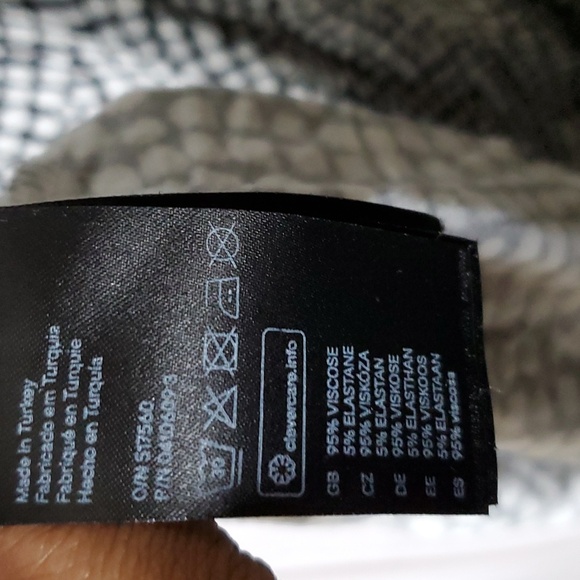 Made in Turkey
Fabricado em Turquia
Fabriqué en Turquie
Hecho en Turquía
O/N 517560
30
clevercare.info
GB 95% VISCOSE
5% ELASTANE
CZ 95% VISKÓZA
5% ELASTAN
DE 95% VISKOSE
5% ELASTHAN
EE 95% VISKOOS
5% ELASTAAN
ES 95% viscosa